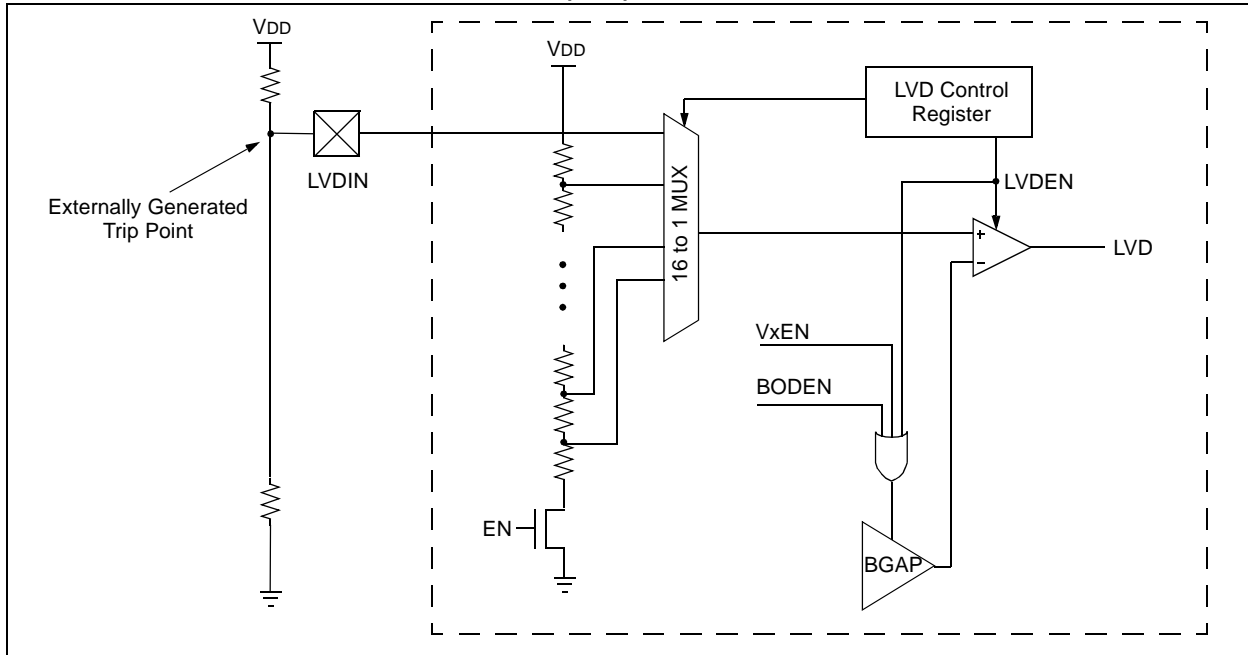 VDD
VDD
LVD Control
Register
LVDIN
Externally Generated
Trip Point
16 to 1 MUX
LVDEN
+
–
LVD
VxEN
BODEN
EN
BGAP